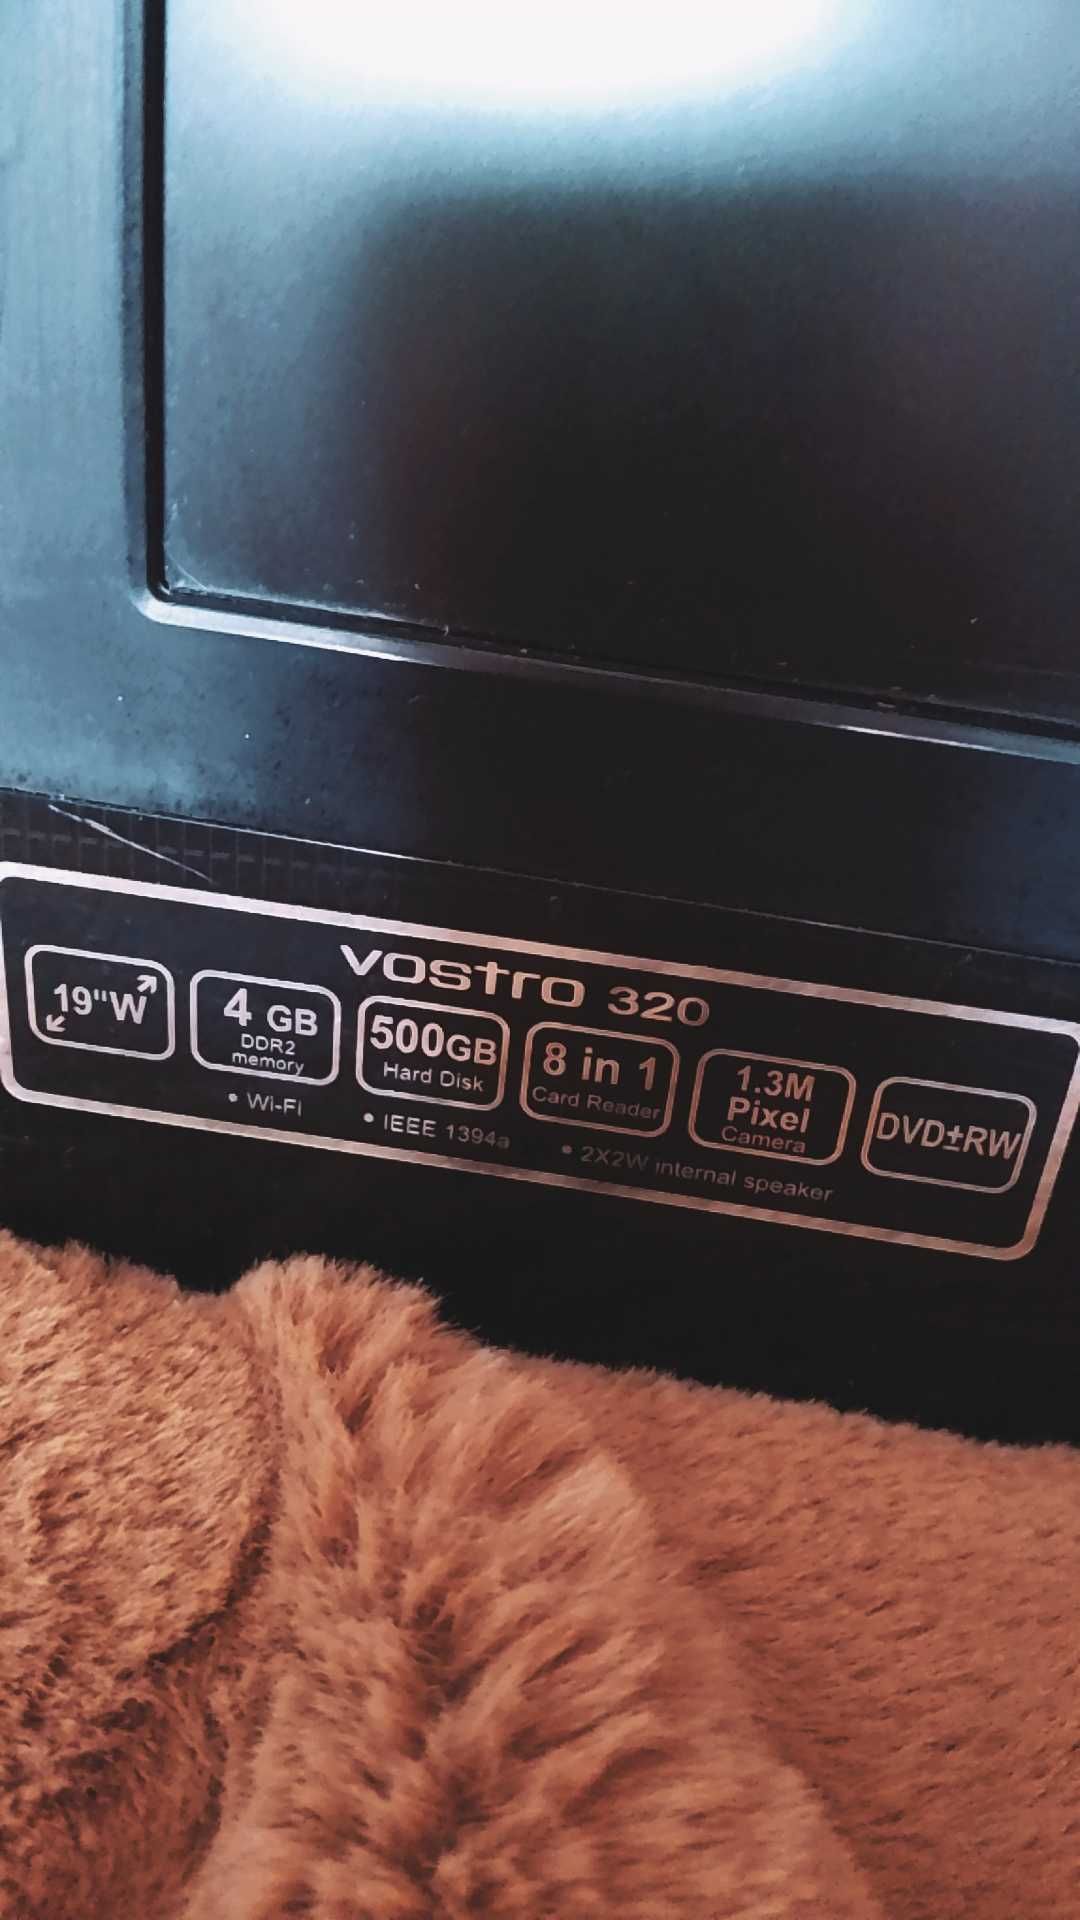 vostro 320
19"W
4 GB
DDR2
memory
500GB
Hard Disk
8 in 1
Card Reader
1.3M
Pixel
Camera
DVD±RW
• Wi-Fi
• IEEE 1394a
• 2X2W internal speaker